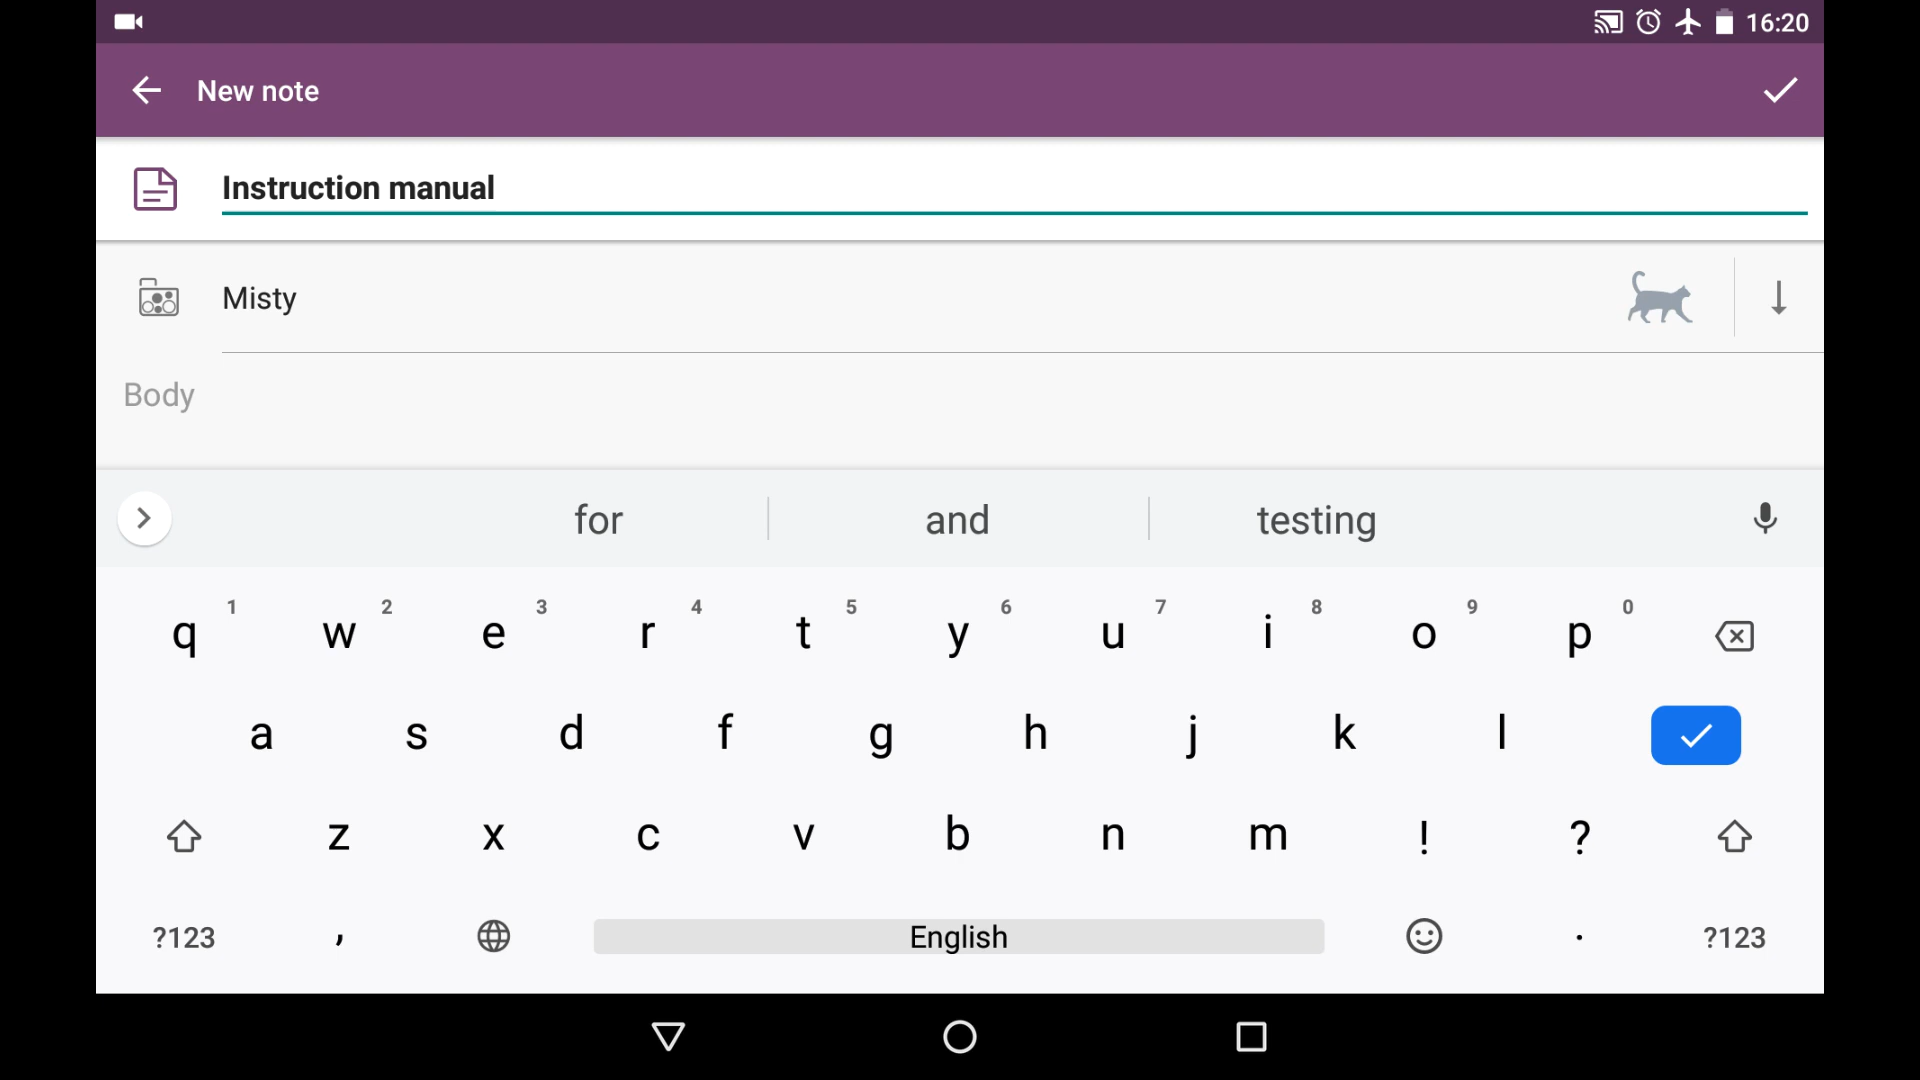 16:20
New note
Instruction manual
Misty
Body
for and testing
1 2 3 4 5 6 7 8 9 0
q w e r t y u i o p
a s d f g h j k l
z x c v b n m ! ?
?123 , English . ?123